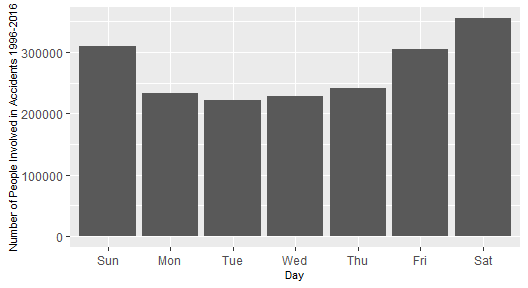 Number of People Involved in Accidents 1996-2016
300000
200000
100000
0
Sun Mon Tue Wed Thu Fri Sat
Day